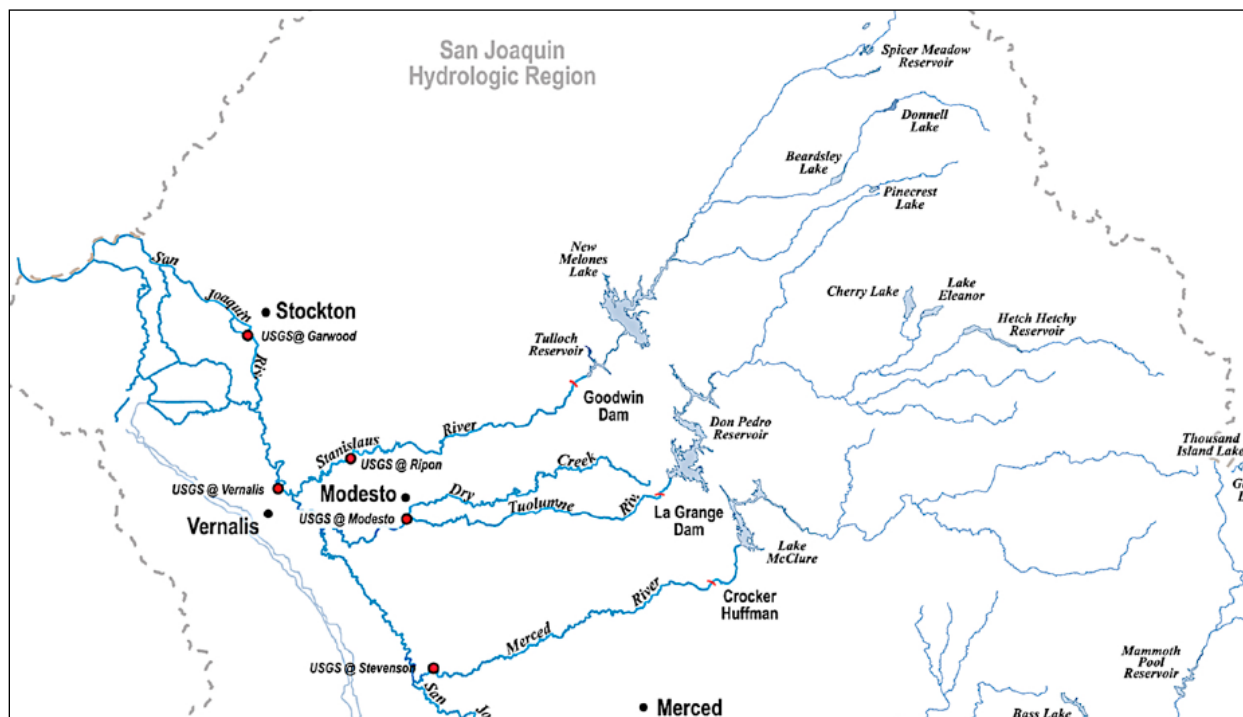 San Joaquin
Hydrologic Region
Spicer Meadow
Reservoir
Donnell
Lake
Beardsley
Lake
Pinecrest
Lake
New
Melones
Lake
San
Joaquin
Riv.
Stockton
USGS@ Garwood
Cherry Lake
Lake
Eleanor
Hetch Hetchy
Reservoir
Tulloch
Reservoir
Goodwin
Dam
Don Pedro
Reservoir
Stanislaus
River
USGS @ Ripon
Thousand
Island Lake
USGS @ Vernalis
Vernalis
Modesto
USGS @ Modesto
Dry
Creek
Tuolumne
Riv.
La Grange
Dam
Lake
McClure
Crocker
Huffman
Merced
River
USGS @ Stevenson
San
Merced
Mammoth
Pool
Reservoir
Bass Lake